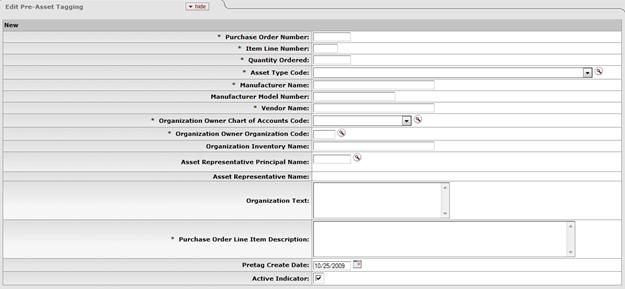 Edit Pre-Asset Tagging
hide
New
* Purchase Order Number:
* Item Line Number:
* Quantity Ordered:
* Asset Type Code:
* Manufacturer Name:
Manufacturer Model Number:
* Vendor Name:
* Organization Owner Chart of Accounts Code:
* Organization Owner Organization Code:
Organization Inventory Name:
Asset Representative Principal Name:
Asset Representative Name:
Organization Text:
* Purchase Order Line Item Description:
Pretag Create Date: 10/25/2009
Active Indicator: